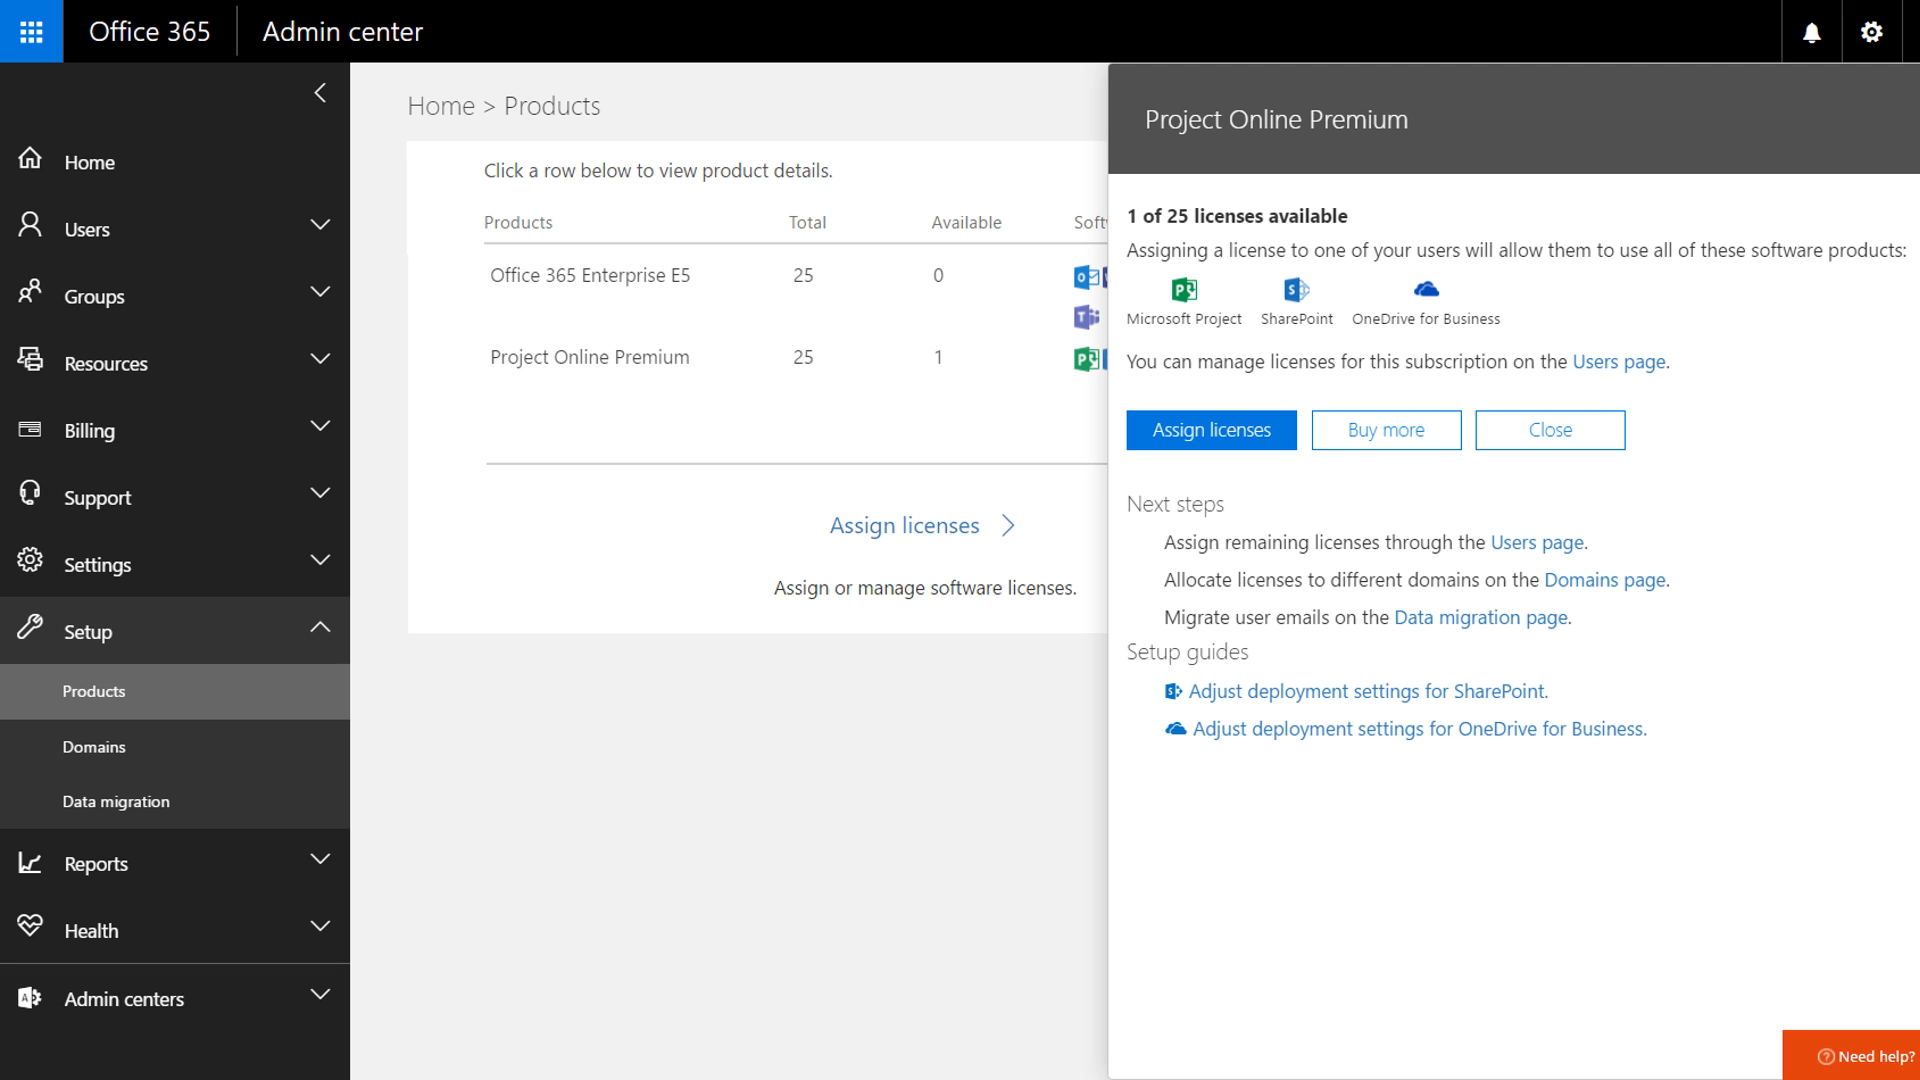 Office 365
Admin center
Home
Users
Groups
Resources
Billing
Support
Settings
Setup
Products
Domains
Data migration
Reports
Health
Admin centers
Home > Products
Click a row below to view product details.
Products Total Available Softw
Office 365 Enterprise E5 25 0
Project Online Premium 25 1
Assign licenses
Assign or manage software licenses.
Project Online Premium
1 of 25 licenses available
Assigning a license to one of your users will allow them to use all of these software products:
Microsoft Project SharePoint OneDrive for Business
You can manage licenses for this subscription on the Users page.
Assign licenses Buy more Close
Next steps
Assign remaining licenses through the Users page.
Allocate licenses to different domains on the Domains page.
Migrate user emails on the Data migration page.
Setup guides
Adjust deployment settings for SharePoint.
Adjust deployment settings for OneDrive for Business.
Need help?